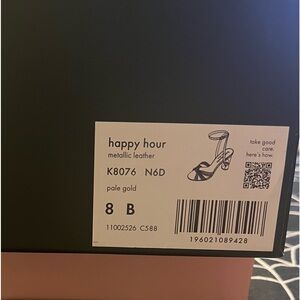 happy hour
metallic leather
K8076 N6D
pale gold
8 B
11002526 C588
take good
care.
here's how.
196021089428